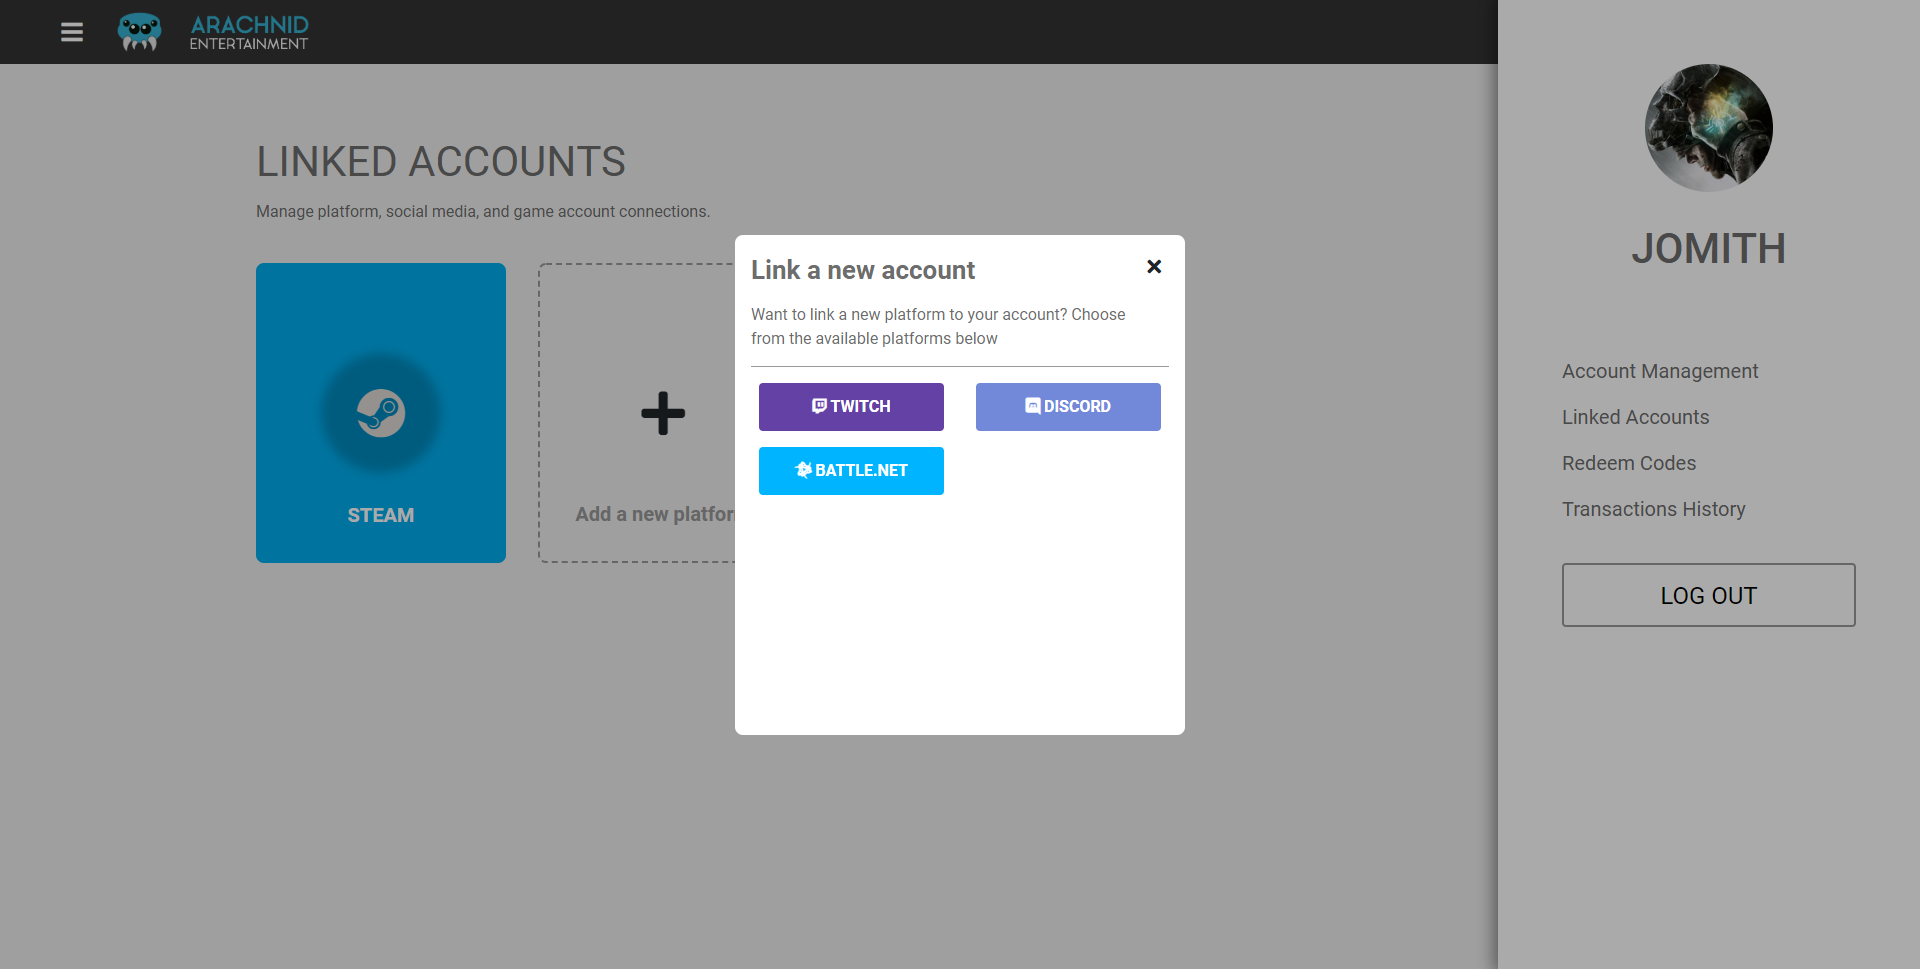 ARACHNID
ENTERTAINMENT
LINKED ACCOUNTS
Manage platform, social media, and game account connections.
STEAM
Add a new platfor
Link a new account
Want to link a new platform to your account? Choose
from the available platforms below
TWITCH
DISCORD
BATTLE.NET
JOMITH
Account Management
Linked Accounts
Redeem Codes
Transactions History
LOG OUT